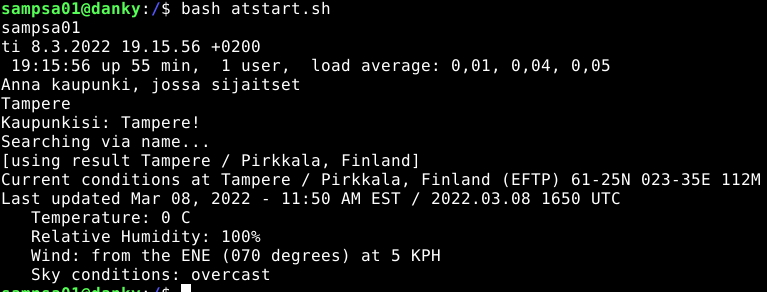 sampsa01@danky:/$ bash atstart.sh
sampsa01
ti 8.3.2022 19.15.56 +0200
19:15:56 up 55 min,  1 user,  load average: 0,01, 0,04, 0,05
Anna kaupunki, jossa sijaitset
Tampere
Kaupunkisi: Tampere!
Searching via name...
[using result Tampere / Pirkkala, Finland]
Current conditions at Tampere / Pirkkala, Finland (EFTP) 61-25N 023-35E 112M
Last updated Mar 08, 2022 - 11:50 AM EST / 2022.03.08 1650 UTC
Temperature: 0 C
Relative Humidity: 100%
Wind: from the ENE (070 degrees) at 5 KPH
Sky conditions: overcast
sampsa01@danky:/$